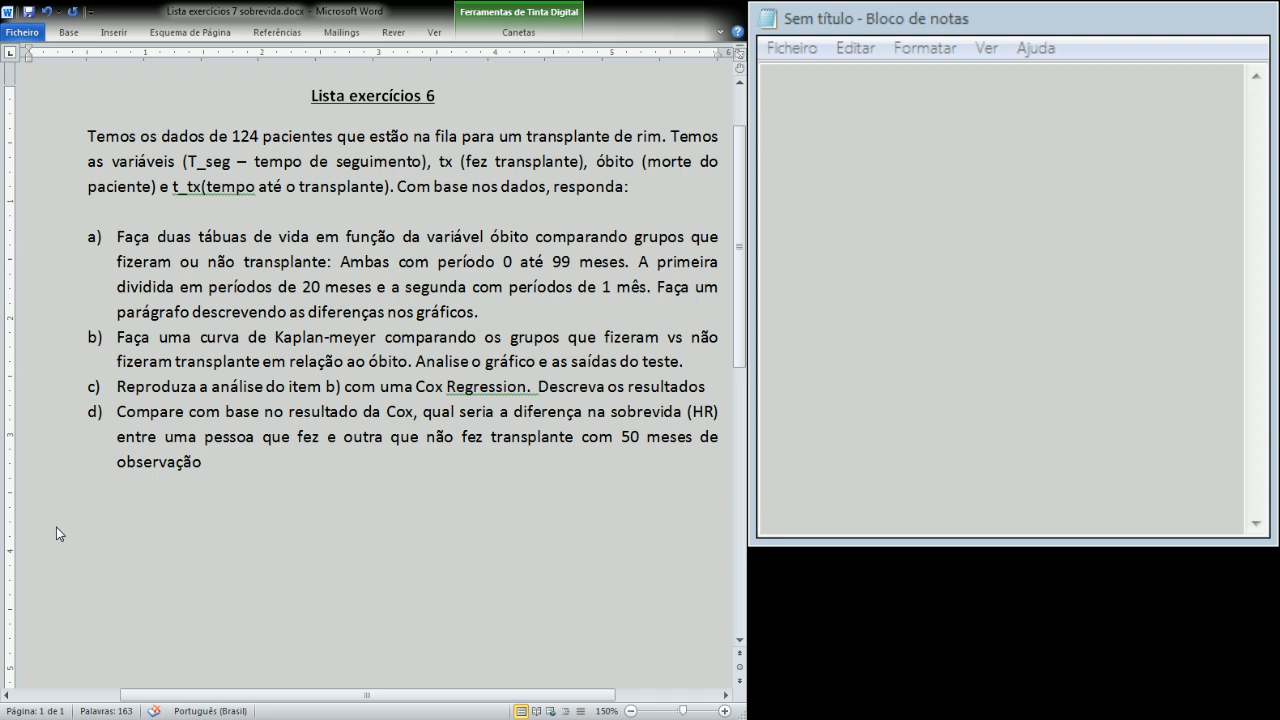 Lista exercícios 7 sobrevida.docx - Microsoft Word
Ferramentas de Tinta Digital
Ficheiro Base Inserir Esquema de Página Referências Mailings Rever Ver Canetas
1 2 3 4 5 6
Lista exercícios 6
Temos os dados de 124 pacientes que estão na fila para um transplante de rim. Temos
as variáveis (T_seg – tempo de seguimento), tx (fez transplante), óbito (morte do
paciente) e t_tx(tempo até o transplante). Com base nos dados, responda:
a) Faça duas tábuas de vida em função da variável óbito comparando grupos que
fizeram ou não transplante: Ambas com período 0 até 99 meses. A primeira
dividida em períodos de 20 meses e a segunda com períodos de 1 mês. Faça um
parágrafo descrevendo as diferenças nos gráficos.
b) Faça uma curva de Kaplan-meyer comparando os grupos que fizeram vs não
fizeram transplante em relação ao óbito. Analise o gráfico e as saídas do teste.
c) Reproduza a análise do item b) com uma Cox Regression. Descreva os resultados
d) Compare com base no resultado da Cox, qual seria a diferença na sobrevida (HR)
entre uma pessoa que fez e outra que não fez transplante com 50 meses de
observação
Página: 1 de 1 Palavras: 163 Português (Brasil) 150%
Sem título - Bloco de notas
Ficheiro Editar Formatar Ver Ajuda